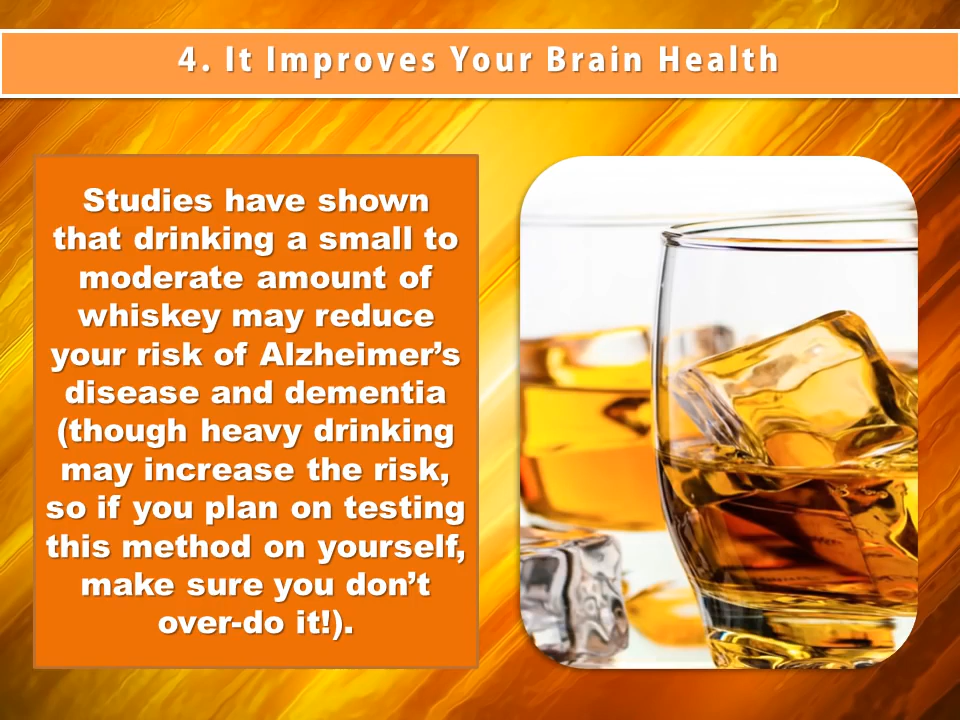 4. It Improves Your Brain Health
Studies have shown
that drinking a small to
moderate amount of
whiskey may reduce
your risk of Alzheimer’s
disease and dementia
(though heavy drinking
may increase the risk,
so if you plan on testing
this method on yourself,
make sure you don’t
over-do it!).